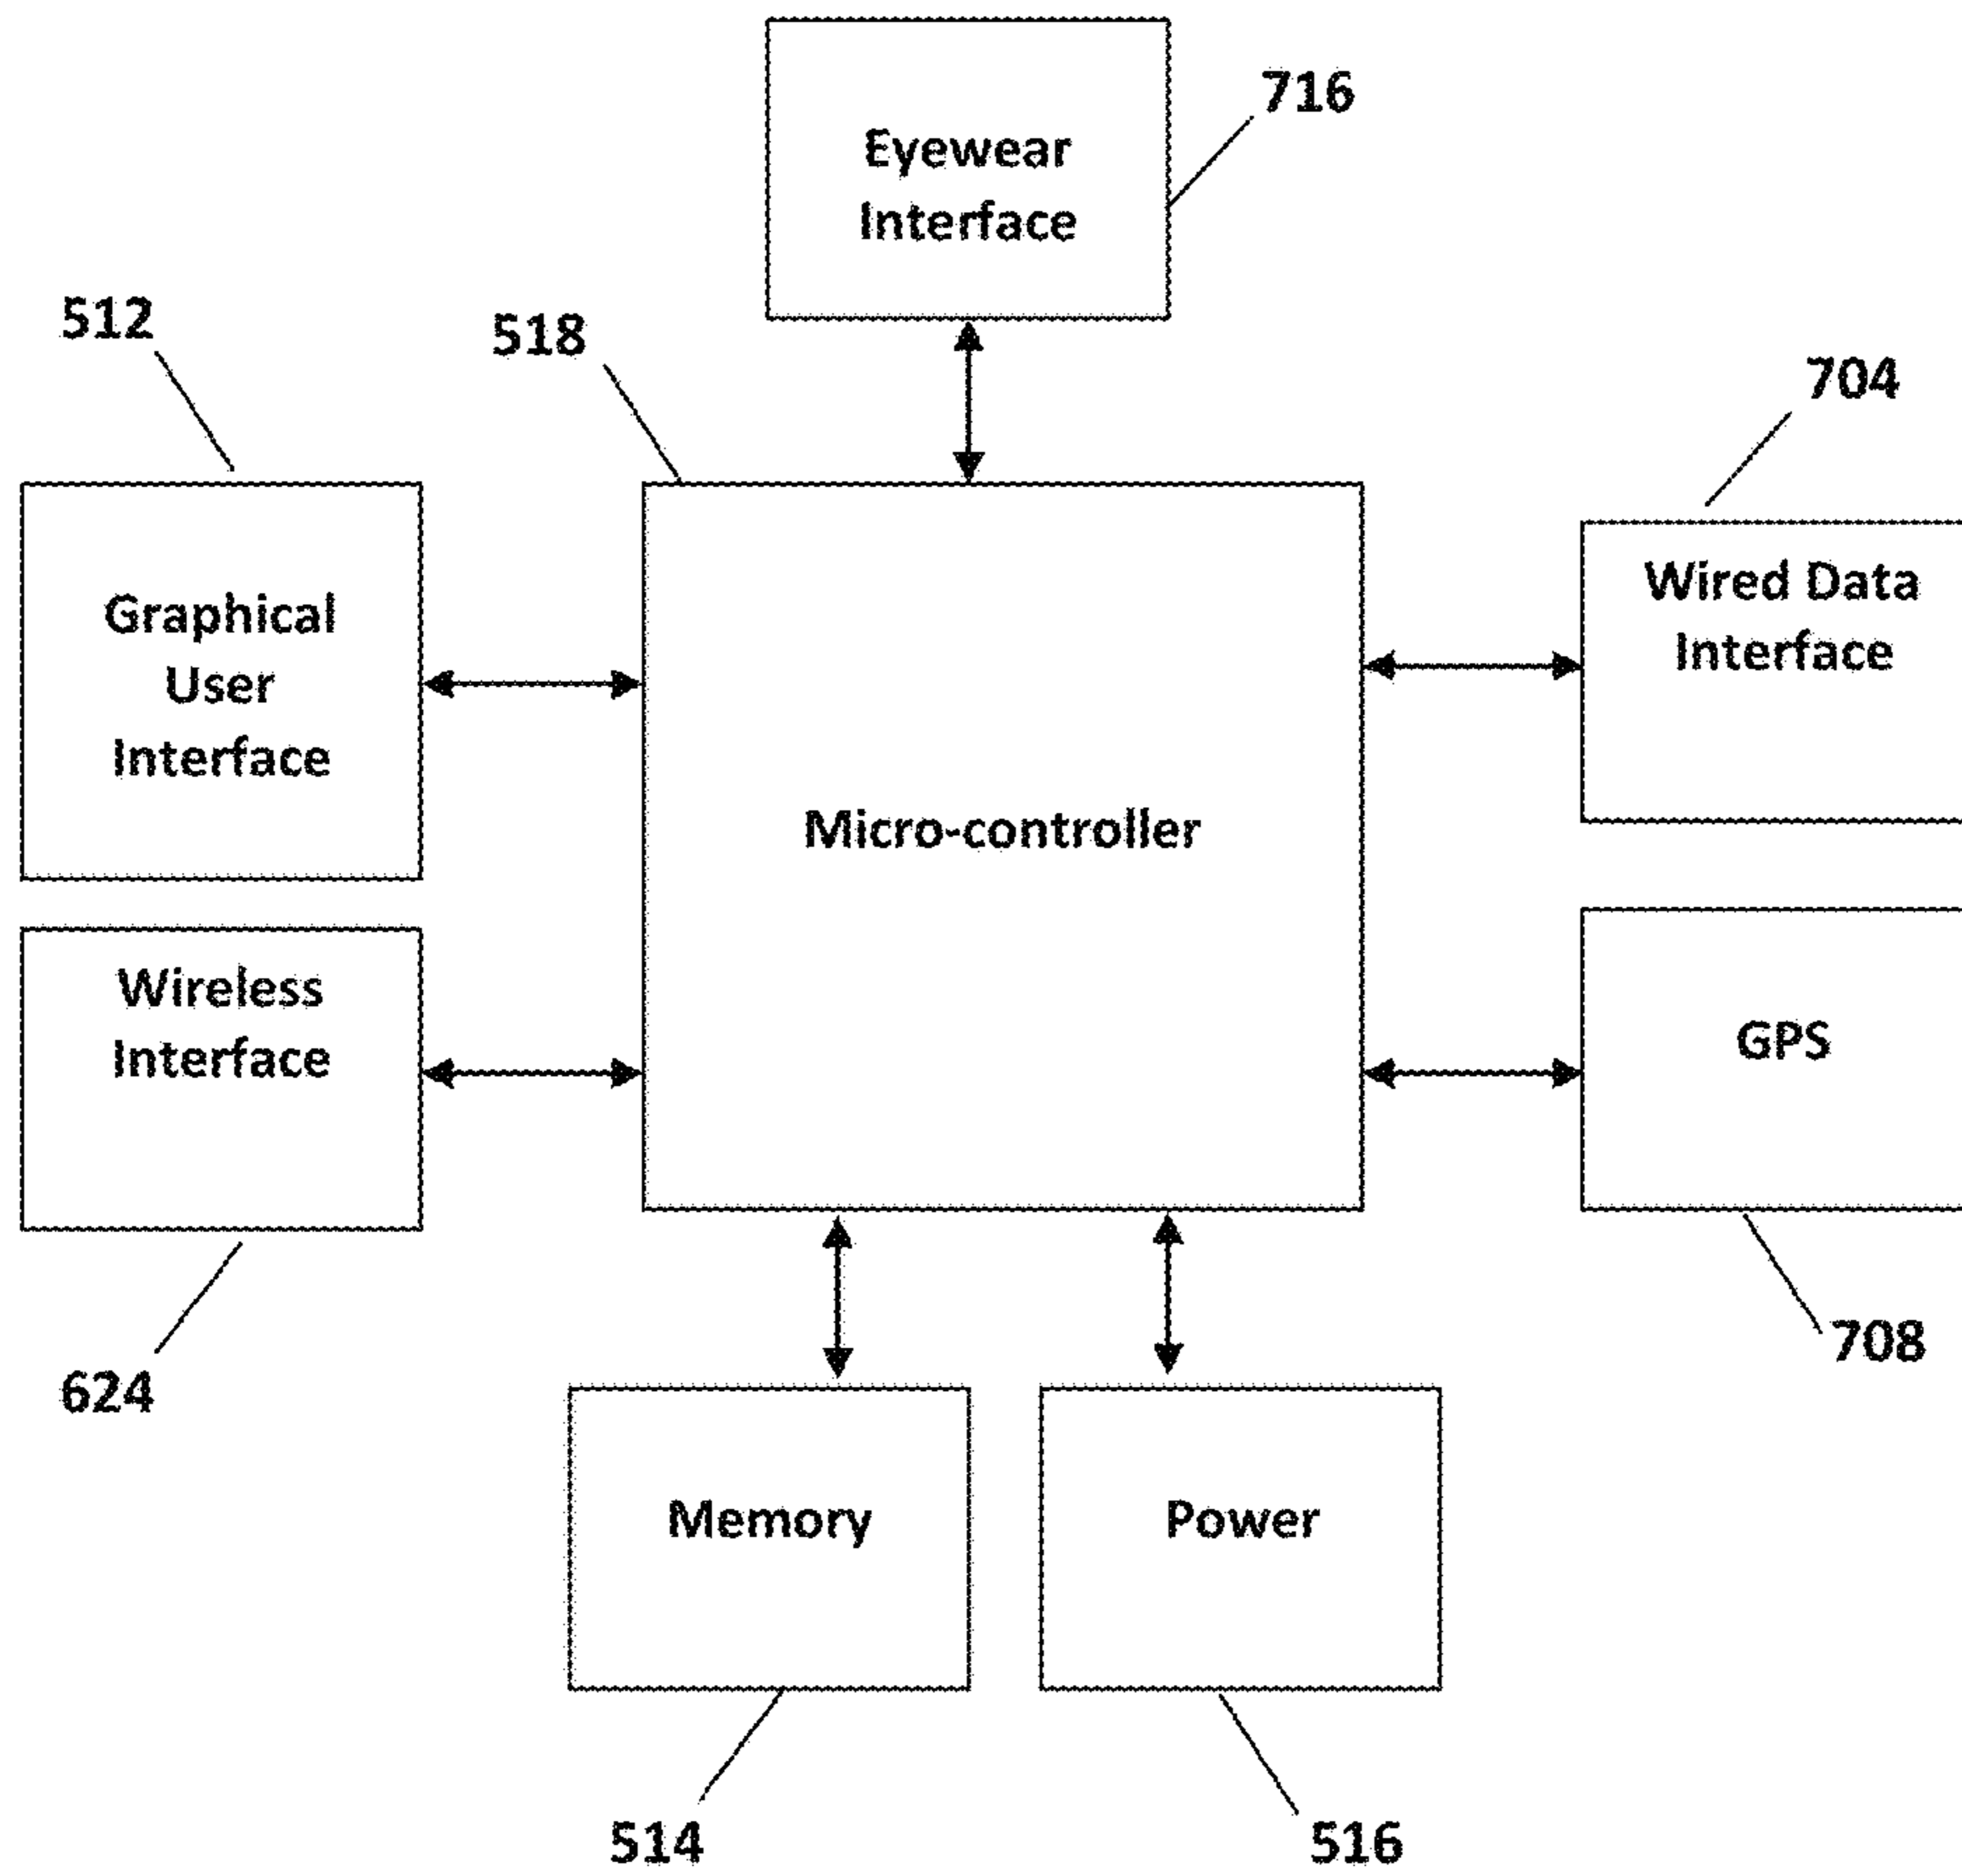 716
Eyewear
Interface
512
518
704
Graphical
User
Interface
Wired Data
Interface
Micro-controller
Wireless
Interface
GPS
624
708
Memory
Power
514
516